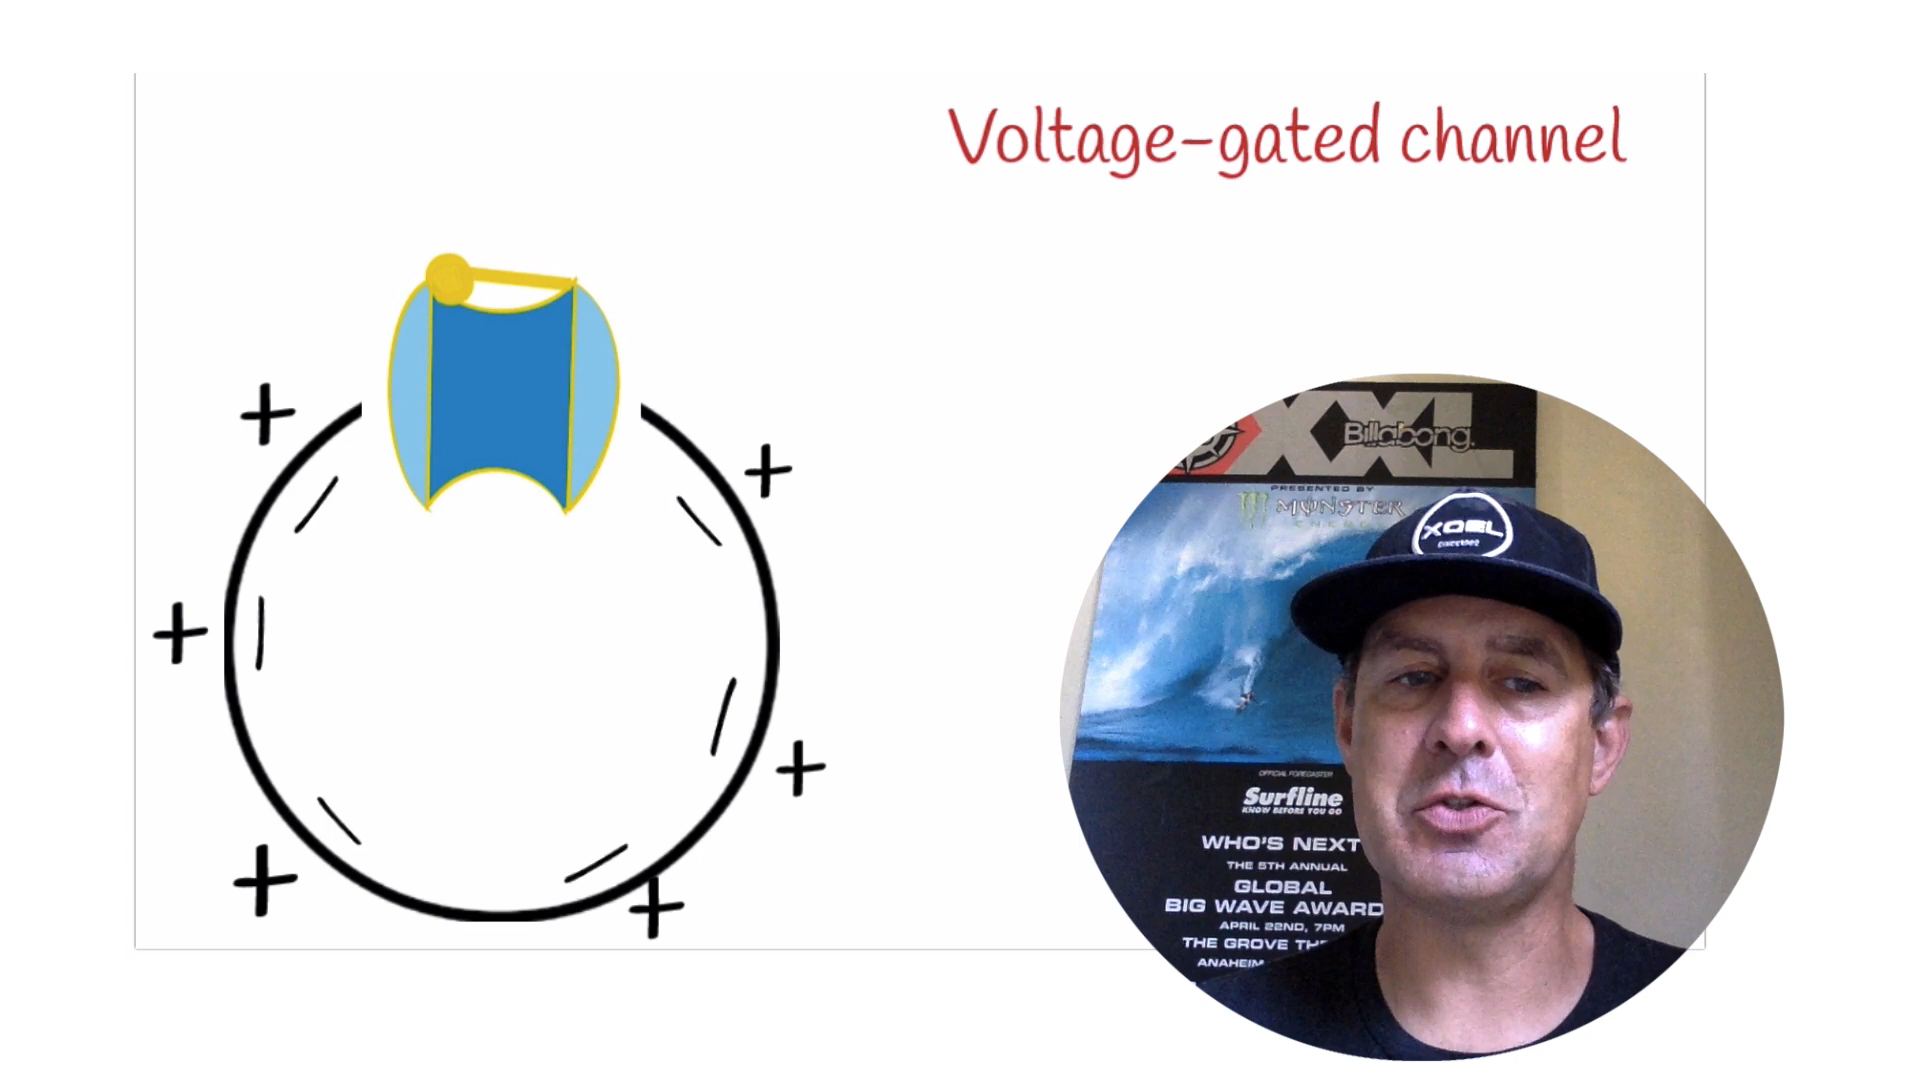 Voltage-gated channel
XXL
Billabong.
PRESENTED BY
MONSTER
XCEL
OFFICIAL FORECASTER
Surfline
KNOW BEFORE YOU GO
WHO'S NEXT
THE 5TH ANNUAL
GLOBAL
BIG WAVE AWARD
APRIL 22ND, 7PM
THE GROVE THE
ANAHEIM
+
+
+
+
+
+